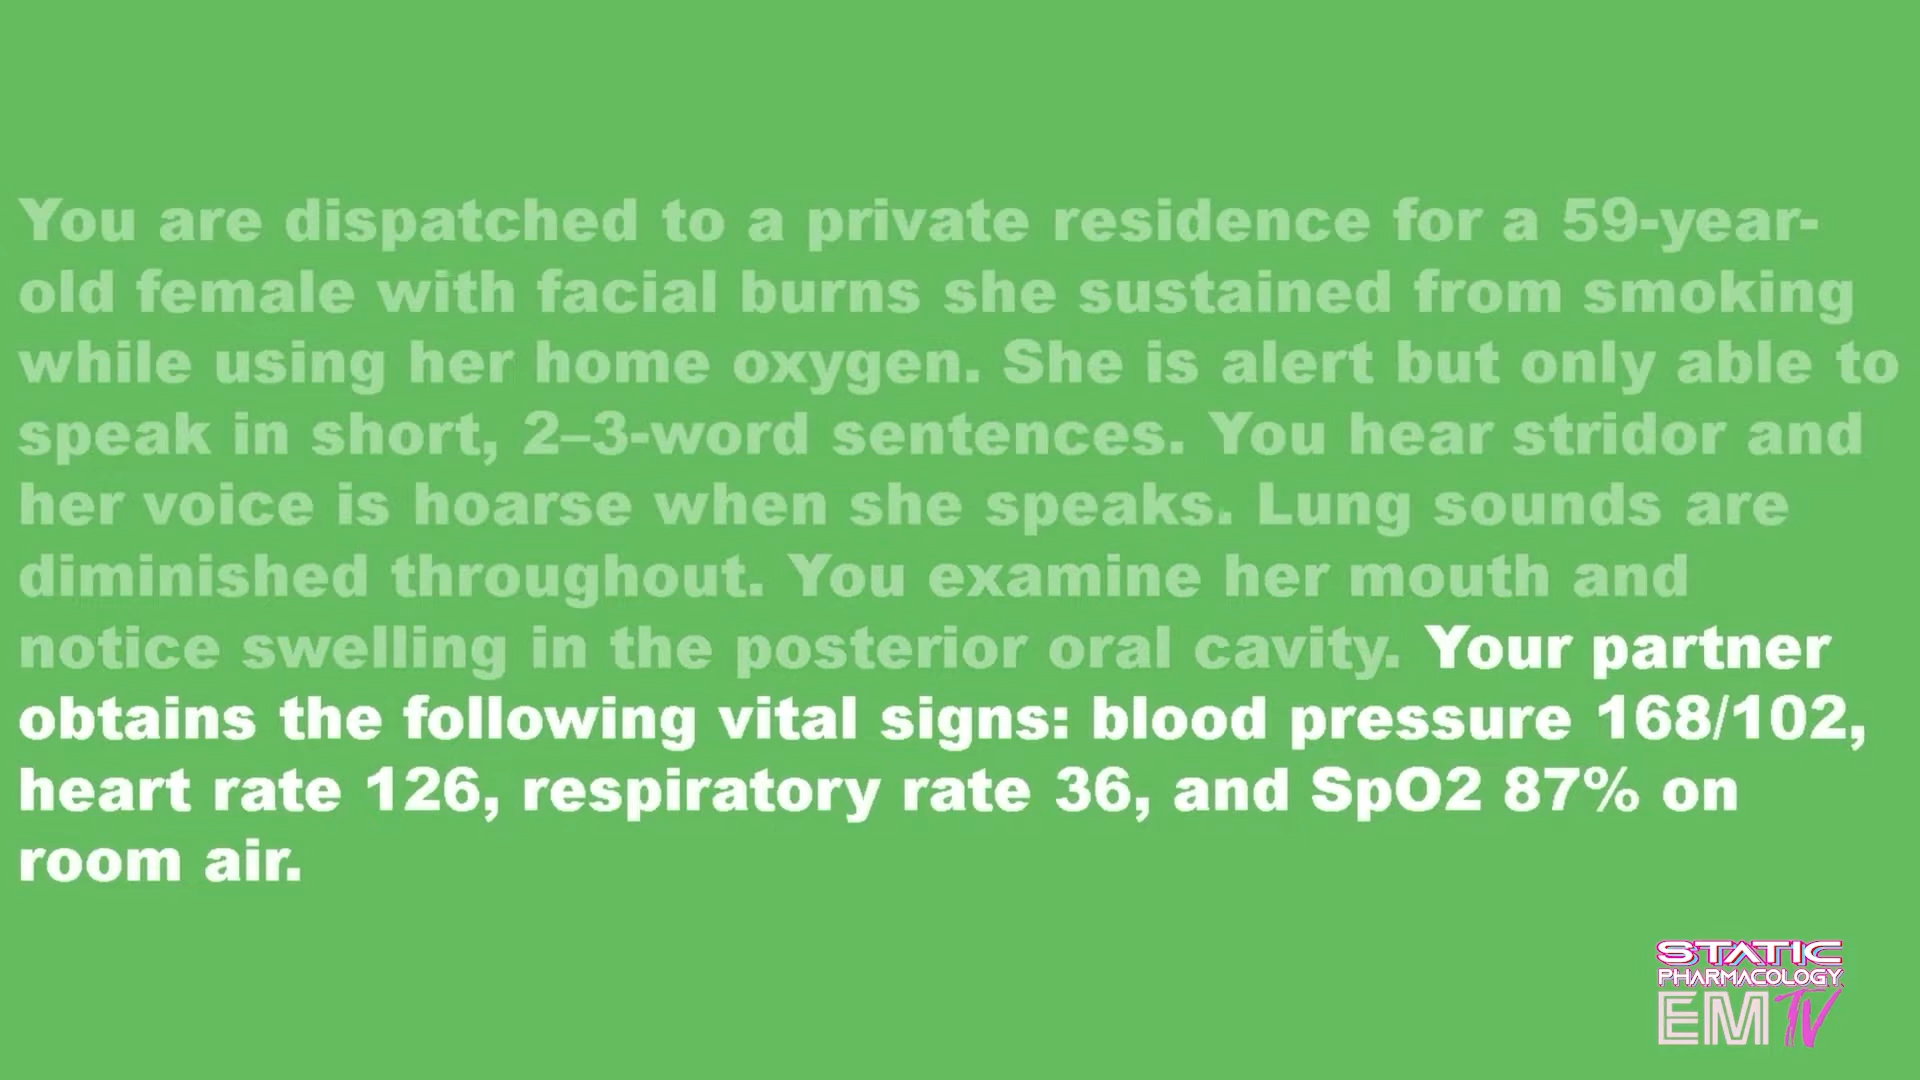 You are dispatched to a private residence for a 59-year-
old female with facial burns she sustained from smoking
while using her home oxygen. She is alert but only able to
speak in short, 2–3-word sentences. You hear stridor and
her voice is hoarse when she speaks. Lung sounds are
diminished throughout. You examine her mouth and
notice swelling in the posterior oral cavity. Your partner
obtains the following vital signs: blood pressure 168/102,
heart rate 126, respiratory rate 36, and SpO2 87% on
room air.
STATIC
PHARMACOLOGY
EMTV